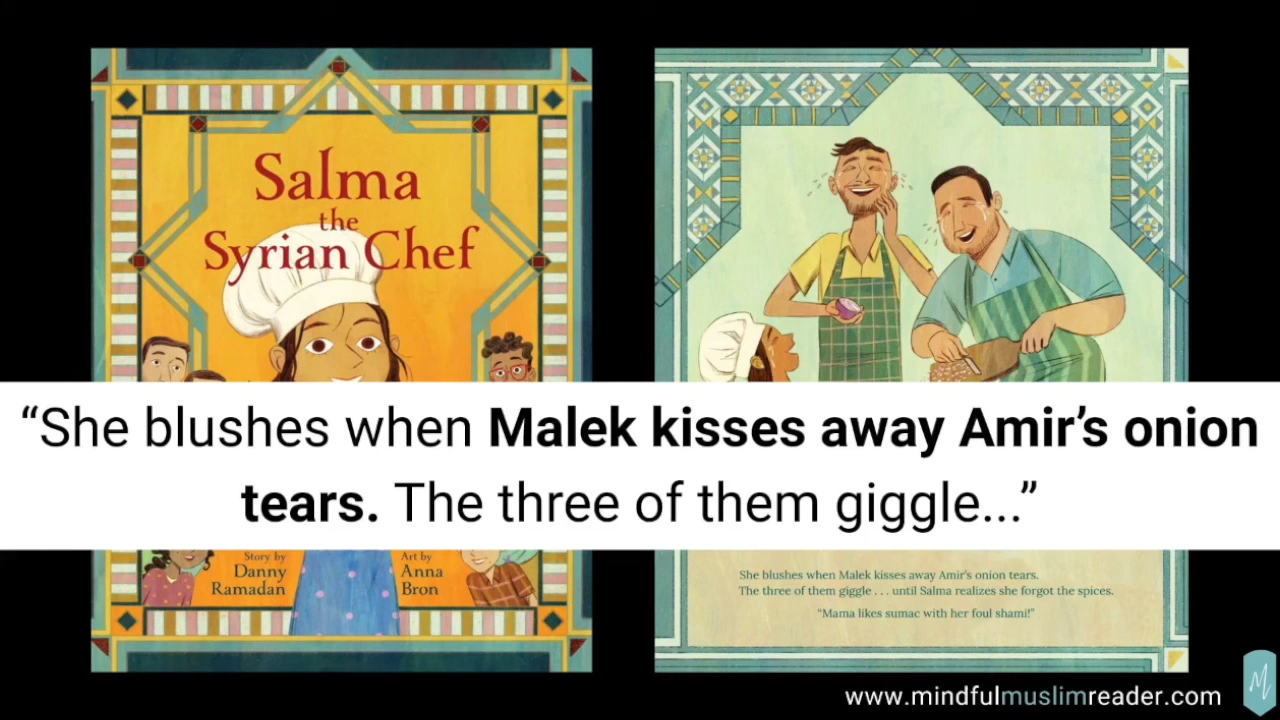 Salma
the
Syrian Chef
“She blushes when Malek kisses away Amir’s onion
tears. The three of them giggle...”
Story by
Danny
Ramadan
Art by
Anna
Bron
She blushes when Malek kisses away Amir’s onion tears.
The three of them giggle . . . until Salma realizes she forgot the spices.
“Mama likes sumac with her foul shami!”
www.mindfulmuslimreader.com
M